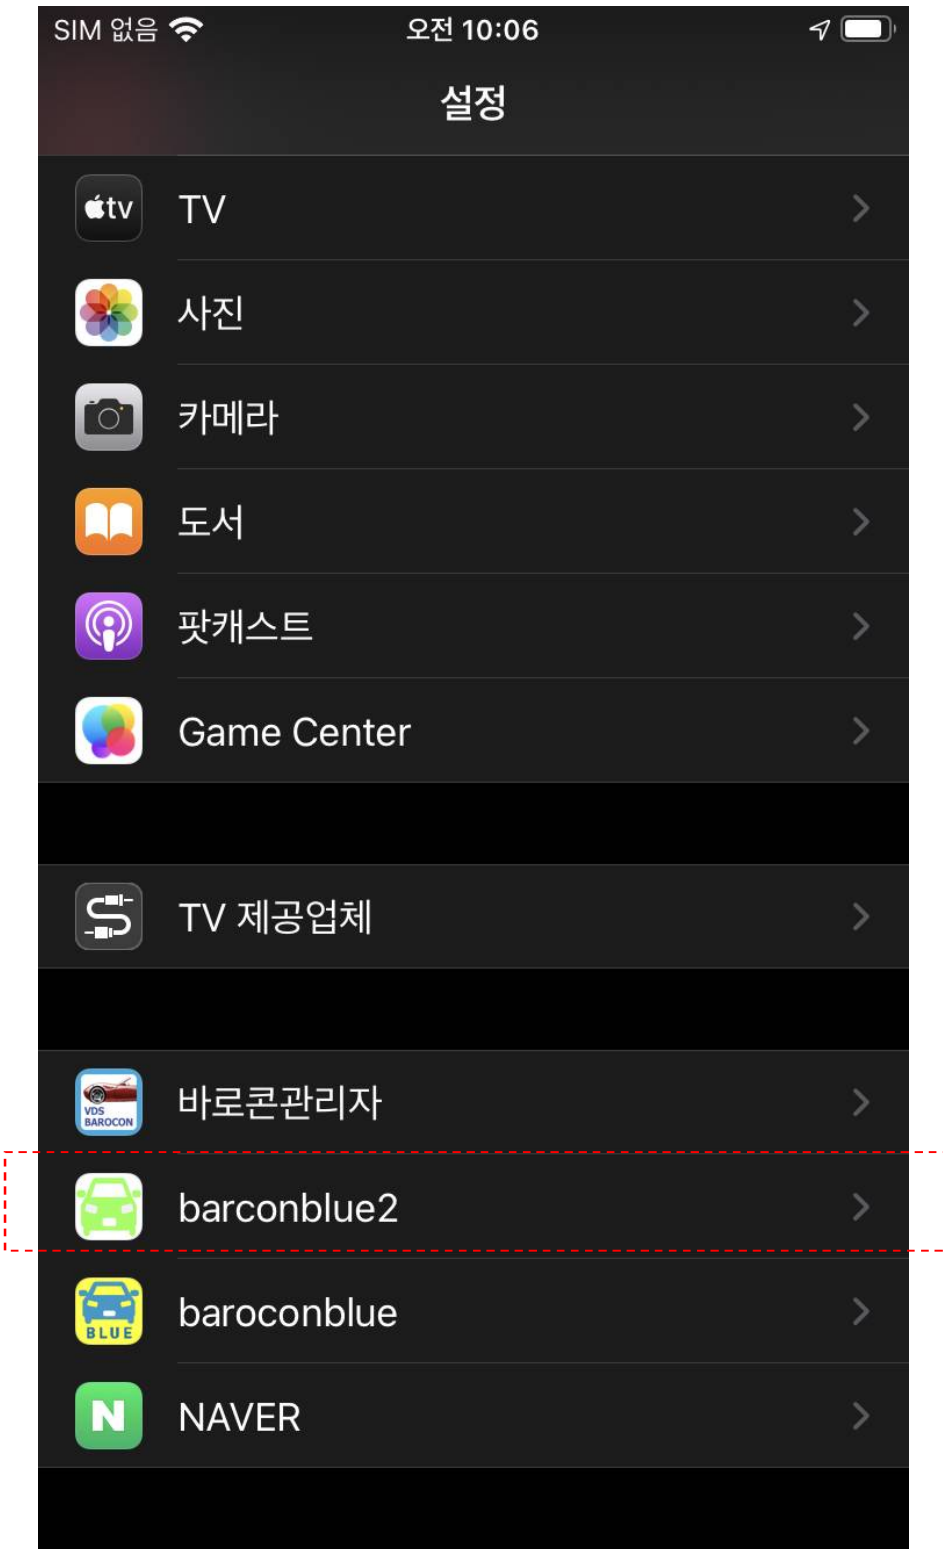 SIM 없음 오전 10:06
설정
tv TV
사진
카메라
도서
팟캐스트
Game Center
TV 제공업체
VDS
BAROCON
바로콘관리자
barconblue2
BLUE
baroconblue
N NAVER